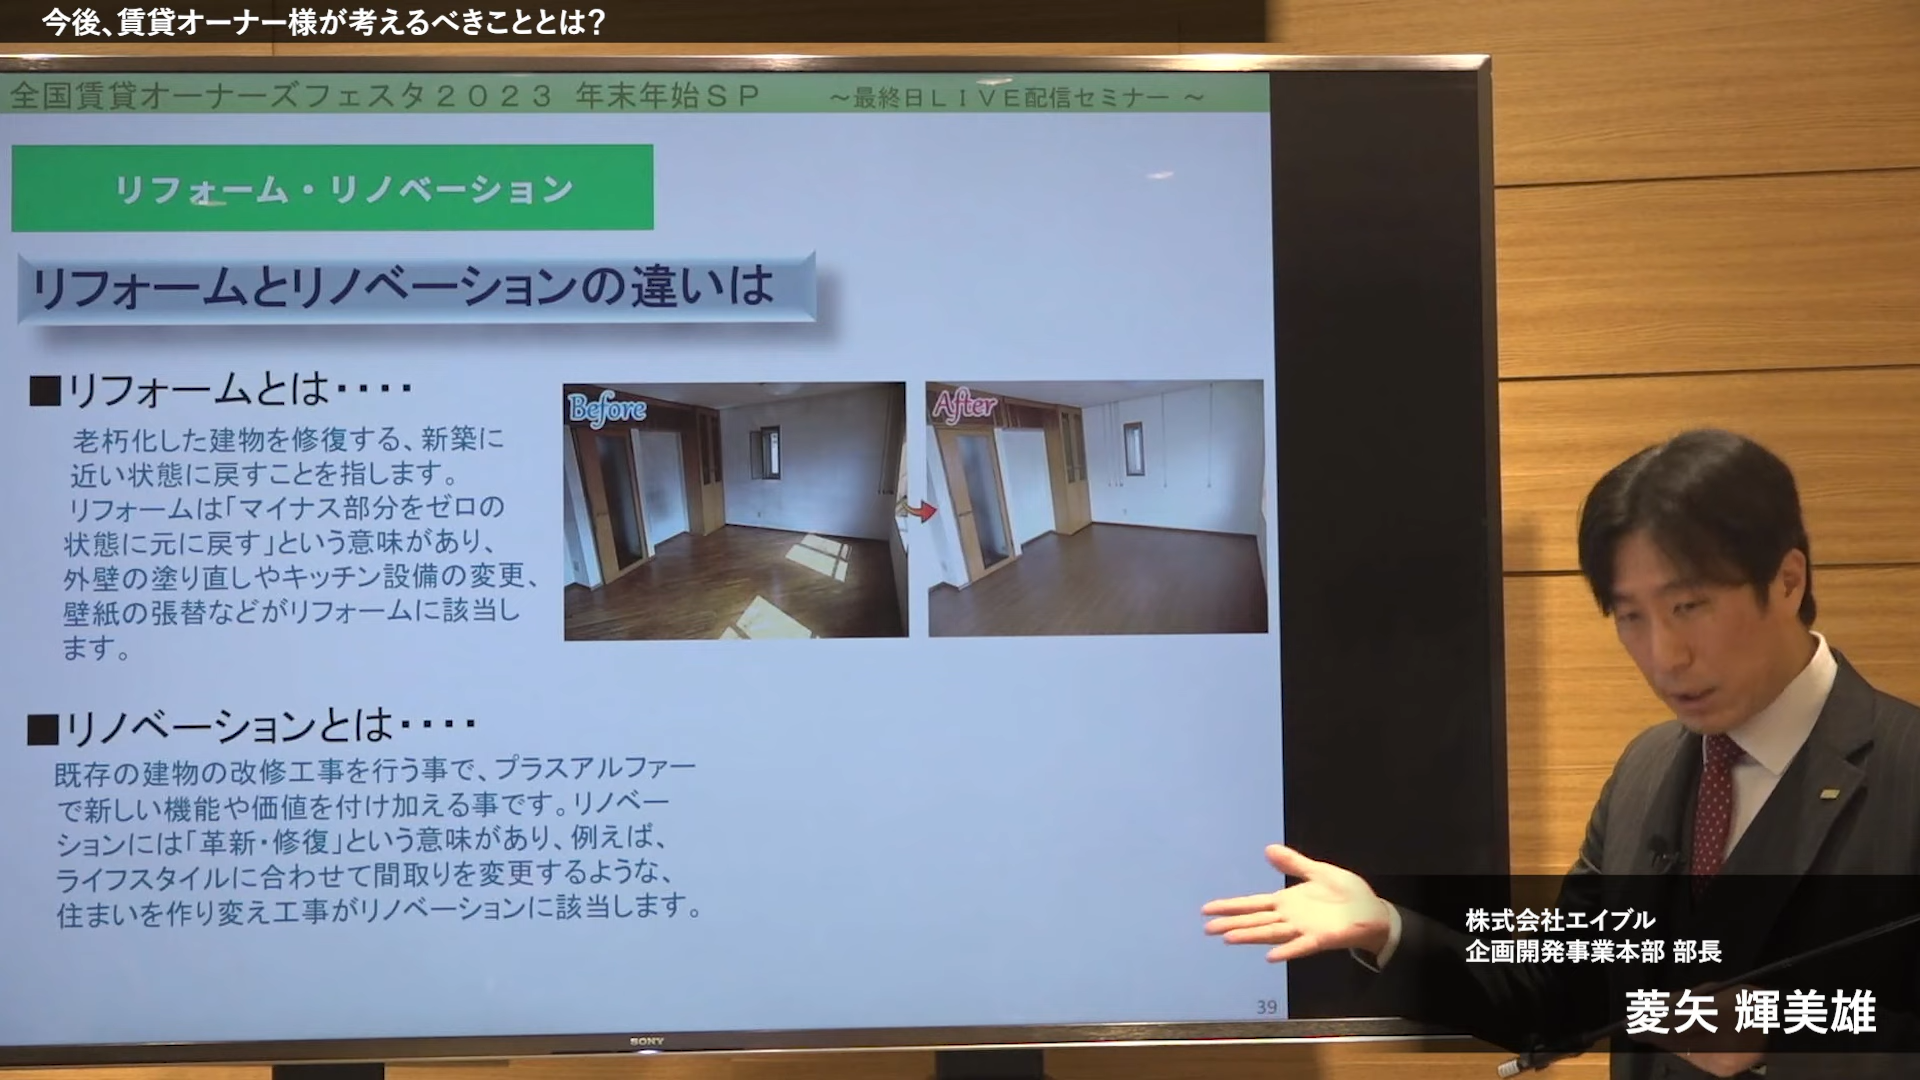 今後、賃貸オーナー様が考えるべきこととは?
全国賃貸オーナーズフェスタ2023 年末年始SP ~最終日LIVE配信セミナー ~
リフォーム・リノベーション
リフォームとリノベーションの違いは
■リフォームとは・・・・
老朽化した建物を修復する、新築に
近い状態に戻すことを指します。
リフォームは「マイナス部分をゼロの
状態に元に戻す」という意味があり、
外壁の塗り直しやキッチン設備の変更、
壁紙の張替などがリフォームに該当し
ます。
Before
After
■リノベーションとは・・・・
既存の建物の改修工事を行う事で、プラスアルファー
で新しい機能や価値を付け加える事です。リノベー
ションには「革新・修復」という意味があり、例えば、
ライフスタイルに合わせて間取りを変更するような、
住まいを作り変え工事がリノベーションに該当します。
39
SONY
株式会社エイブル
企画開発事業本部 部長
菱矢 輝美雄